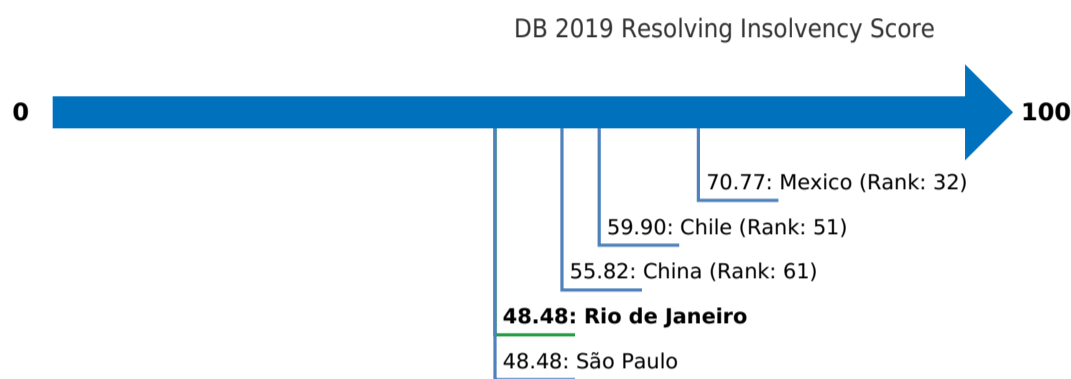 DB 2019 Resolving Insolvency Score
0
100
70.77: Mexico (Rank: 32)
59.90: Chile (Rank: 51)
55.82: China (Rank: 61)
48.48: Rio de Janeiro
48.48: São Paulo